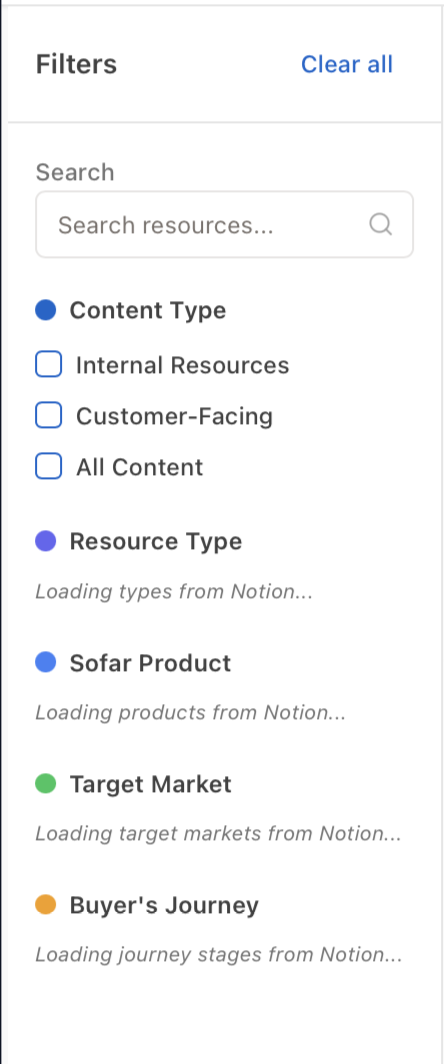 Filters
Clear all
Search
Search resources...
Content Type
Internal Resources
Customer-Facing
All Content
Resource Type
Loading types from Notion...
Sofar Product
Loading products from Notion...
Target Market
Loading target markets from Notion...
Buyer's Journey
Loading journey stages from Notion...